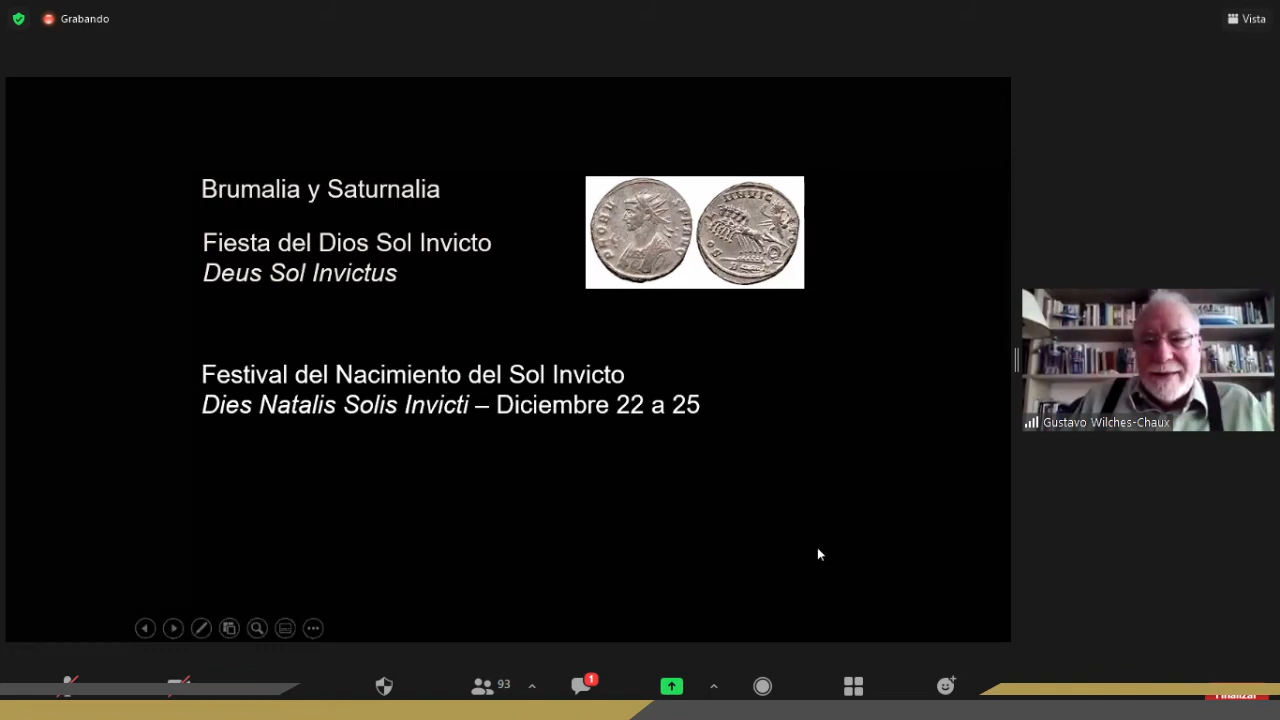 Grabando
Vista
Brumalia y Saturnalia
Fiesta del Dios Sol Invicto
Deus Sol Invictus
Festival del Nacimiento del Sol Invicto
Dies Natalis Solis Invicti – Diciembre 22 a 25
Gustavo Wilches-Chaux
93
1
Finalizar